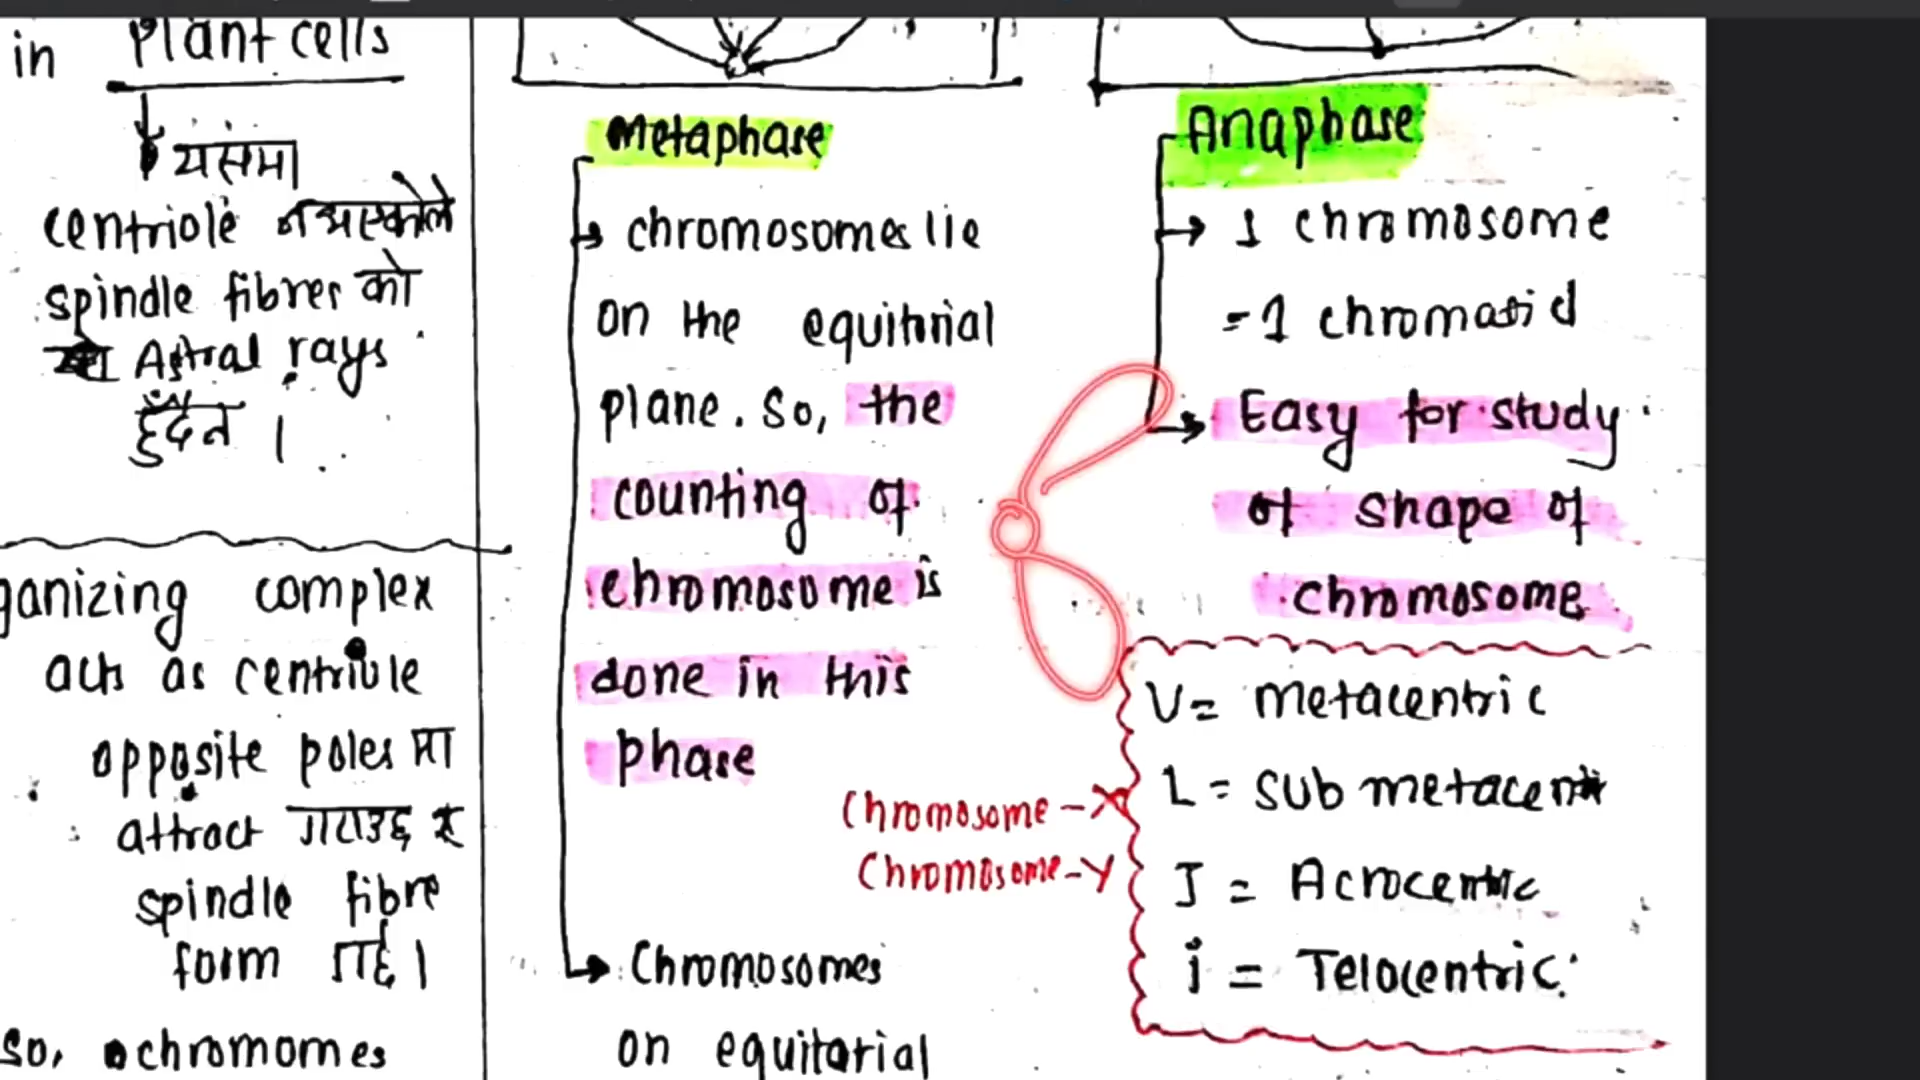 in plant cells
यसमा
centriole नभएकोले
spindle fibres को
Astral rays
हुँदैन ।
ganizing complex
acts as centriole
opposite poles मा
attract गराउछ र
spindle fibre
form गर्छ ।
so, chromomes
Metaphase
chromosomes lie
on the equitorial
plane. So, the
counting of
chromosome is
done in this
phase
Chromosomes
on equitorial
Chromosome - X
Chromosome - Y
Anaphase
1 chromosome
= 1 chromatid
Easy for study
of shape of
chromosome
V = metacentric
L = sub metacentr
J = Acrocentric
i = Telocentric